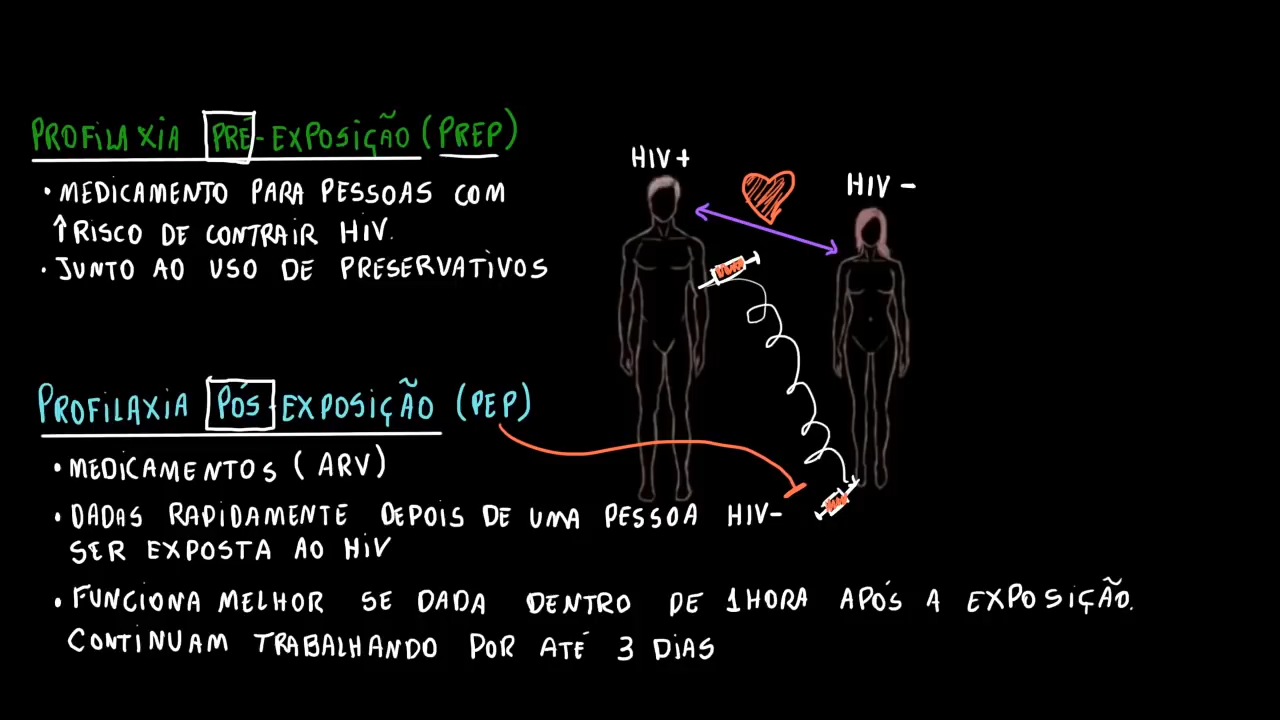 PROFILAXIA PRÉ-EXPOSIÇÃO (PREP)
• MEDICAMENTO PARA PESSOAS COM
↑ RISCO DE CONTRAIR HIV.
• JUNTO AO USO DE PRESERVATIVOS
HIV +
HIV -
PROFILAXIA PÓS-EXPOSIÇÃO (PEP)
• MEDICAMENTOS (ARV)
• DADAS RAPIDAMENTE DEPOIS DE UMA PESSOA HIV-
SER EXPOSTA AO HIV
• FUNCIONA MELHOR SE DADA DENTRO DE 1 HORA APÓS A EXPOSIÇÃO.
CONTINUAM TRABALHANDO POR ATÉ 3 DIAS